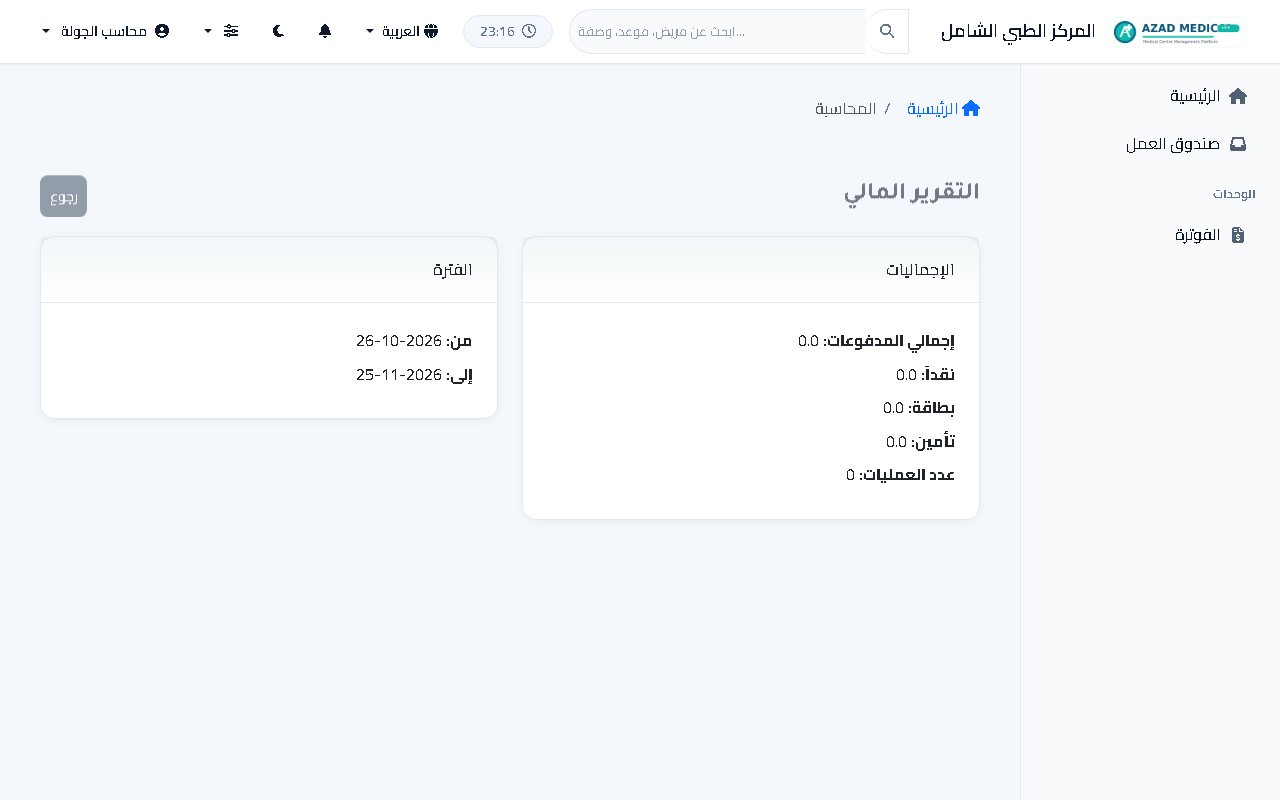 AZAD MEDIC
Medical Centre Management Platform
المركز الطبي الشامل
ابحث عن مريض، موعد، وصفة...
23:16
العربية
محاسب الجولة
الرئيسية
صندوق العمل
الوحدات
الفوترة
الرئيسية / المحاسبة
التقرير المالي
رجوع
الإجماليات
إجمالي المدفوعات: 0.0
نقداً: 0.0
بطاقة: 0.0
تأمين: 0.0
عدد العمليات: 0
الفترة
من: 2026-10-26
إلى: 2026-11-25